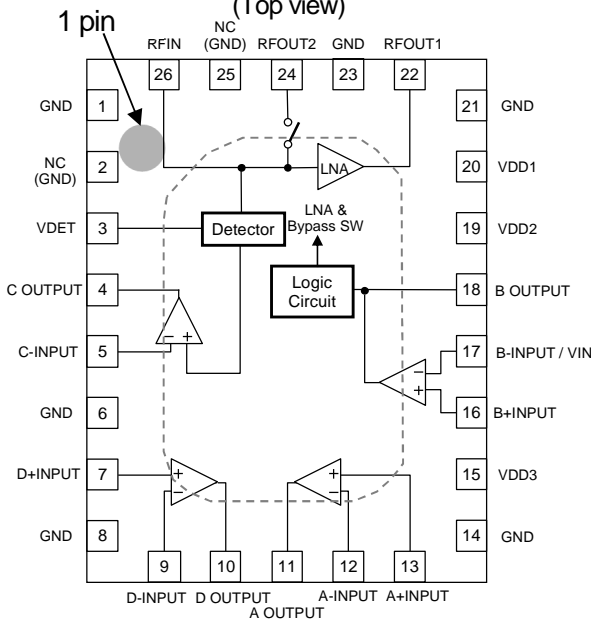 (Top view)
1 pin
NC
(GND)
RFIN
RFOUT2
GND
RFOUT1
26
25
24
23
22
GND
1
21
GND
NC
(GND)
2
LNA
20
VDD1
VDET
3
Detector
LNA &
Bypass SW
19
VDD2
C OUTPUT
4
Logic
Circuit
18
B OUTPUT
C-INPUT
5
− +
− +
17
B-INPUT / VIN
GND
6
16
B+INPUT
D+INPUT
7
+ −
+ −
15
VDD3
GND
8
14
GND
9
10
11
12
13
D-INPUT
D OUTPUT
A OUTPUT
A-INPUT
A+INPUT